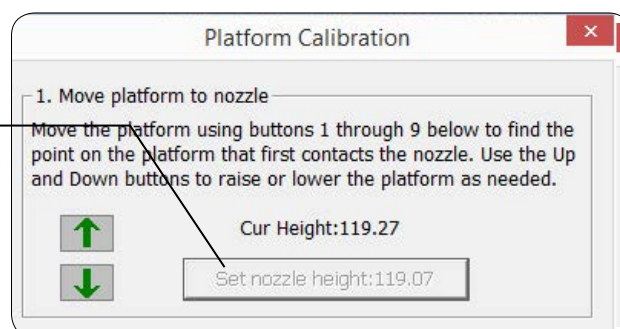 Platform Calibration
1. Move platform to nozzle
Move the platform using buttons 1 through 9 below to find the
point on the platform that first contacts the nozzle. Use the Up
and Down buttons to raise or lower the platform as needed.
Cur Height:119.27
Set nozzle height:119.07